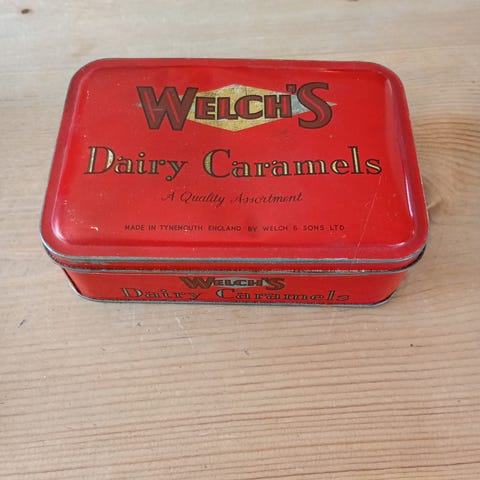 WELCH'S
Dairy Caramels
A Quality Assortment
MADE IN TYNEMOUTH ENGLAND BY WELCH & SONS LTD
WELCH'S
Dairy Caramels